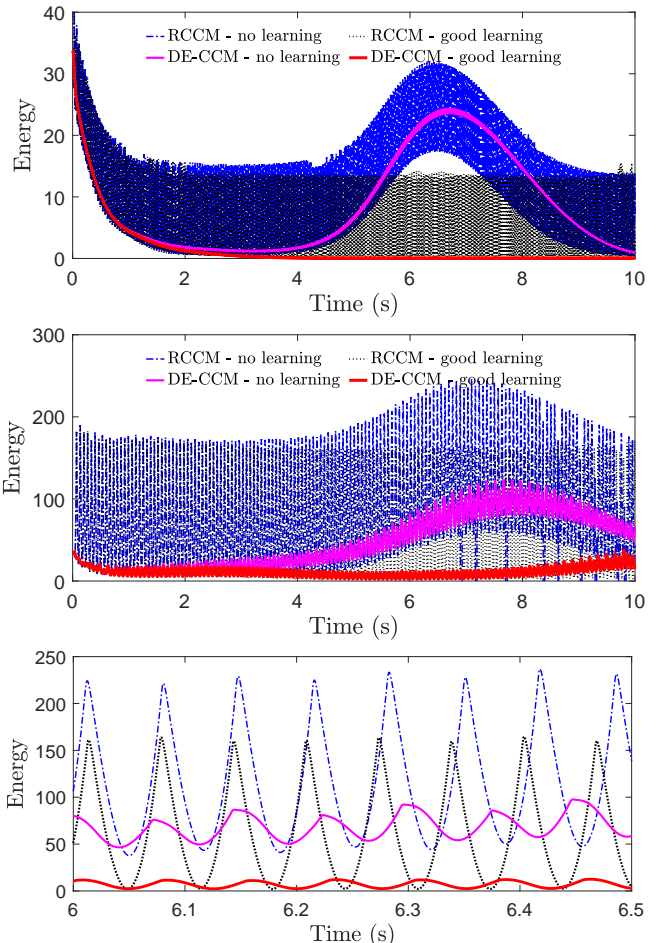 40
30
20
10
0
Energy
RCCM - no learning
RCCM - good learning
DE-CCM - no learning
DE-CCM - good learning
0 2 4 6 8 10
Time (s)
300
200
100
0
Energy
RCCM - no learning
RCCM - good learning
DE-CCM - no learning
DE-CCM - good learning
0 2 4 6 8 10
Time (s)
250
200
150
100
50
0
Energy
6 6.1 6.2 6.3 6.4 6.5
Time (s)